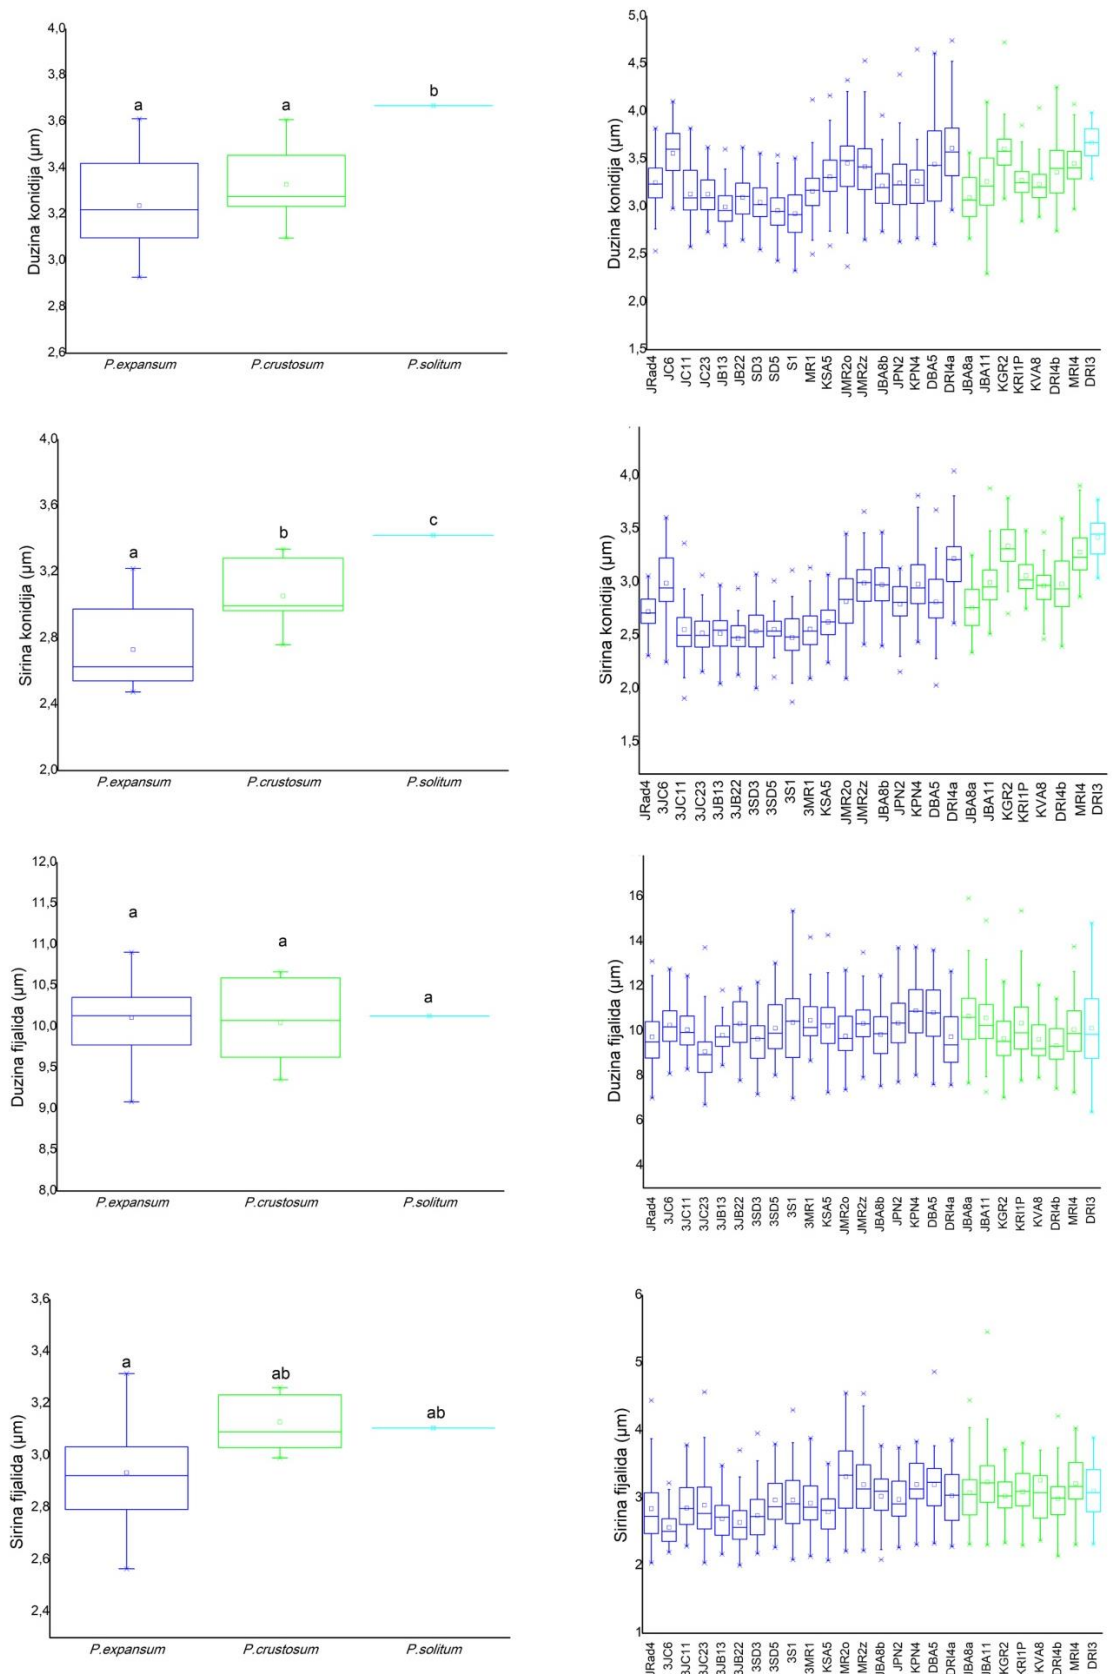 Duzina konidija (µm)
4,0
3,8
3,6
3,4
3,2
3,0
2,8
2,6
a
a
b
P.expansum P.crustosum P.solitum
Duzina konidija (µm)
5,0
4,5
4,0
3,5
3,0
2,5
2,0
1,5
JRad4 JC6 JC11 JC23 JB13 JB22 SD3 SD5 S1 MR1 KSA5 JMR2o JMR2z JBA8b JPN2 KPN4 DBA5 DRI4a JBA8a JBA11 KGR2 KRI1P KVA8 DRI4b MRI4 DRI3
Sirina konidija (µm)
4,0
3,6
3,2
2,8
2,4
2,0
a
b
c
P.expansum P.crustosum P.solitum
Sirina konidija (µm)
4,0
3,5
3,0
2,5
2,0
1,5
JRad4 3JC6 3JC11 3JC23 3JB13 3JB22 3SD3 3SD5 3S1 3MR1 KSA5 JMR2o JMR2z JBA8b JPN2 KPN4 DBA5 DRI4a JBA8a JBA11 KGR2 KRI1P KVA8 DRI4b MRI4 DRI3
Duzina fijalida (µm)
12,0
11,0
10,5
10,0
9,5
9,0
8,5
8,0
a
a
a
P.expansum P.crustosum P.solitum
Duzina fijalida (µm)
16
14
12
10
8
6
4
JRad4 3JC6 3JC11 3JC23 3JB13 3JB22 3SD3 3SD5 3S1 3MR1 KSA5 JMR2o JMR2z JBA8b JPN2 KPN4 DBA5 DRI4a JBA8a JBA11 KGR2 KRI1P KVA8 DRI4b MRI4 DRI3
Sirina fijalida (µm)
3,6
3,4
3,2
3,0
2,8
2,6
2,4
a
ab
ab
P.expansum P.crustosum P.solitum
Sirina fijalida (µm)
6
5
4
3
2
1
JRad4 3JC6 3JC11 3JC23 3JB13 3JB22 3SD3 3SD5 3S1 3MR1 KSA5 MR2o MR2z JBA8b JPN2 KPN4 DBA5 DRI4a JBA8a JBA11 KGR2 KRI1P KVA8 DRI4b MRI4 DRI3